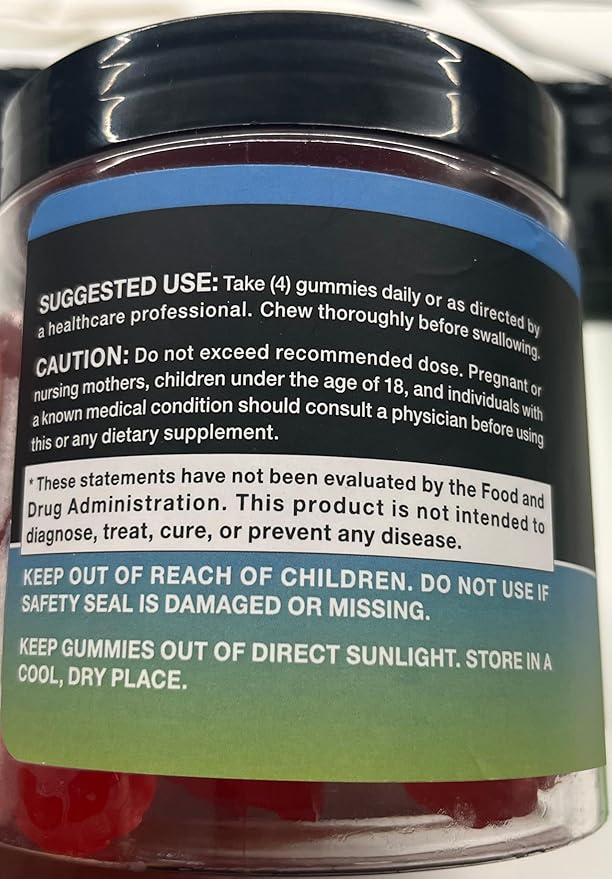 SUGGESTED USE: Take (4) gummies daily or as directed by
a healthcare professional. Chew thoroughly before swallowing.
CAUTION: Do not exceed recommended dose. Pregnant or
nursing mothers, children under the age of 18, and individuals with
a known medical condition should consult a physician before using
this or any dietary supplement.
* These statements have not been evaluated by the Food and
Drug Administration. This product is not intended to
diagnose, treat, cure, or prevent any disease.
KEEP OUT OF REACH OF CHILDREN. DO NOT USE IF
SAFETY SEAL IS DAMAGED OR MISSING.
KEEP GUMMIES OUT OF DIRECT SUNLIGHT. STORE IN A
COOL, DRY PLACE.